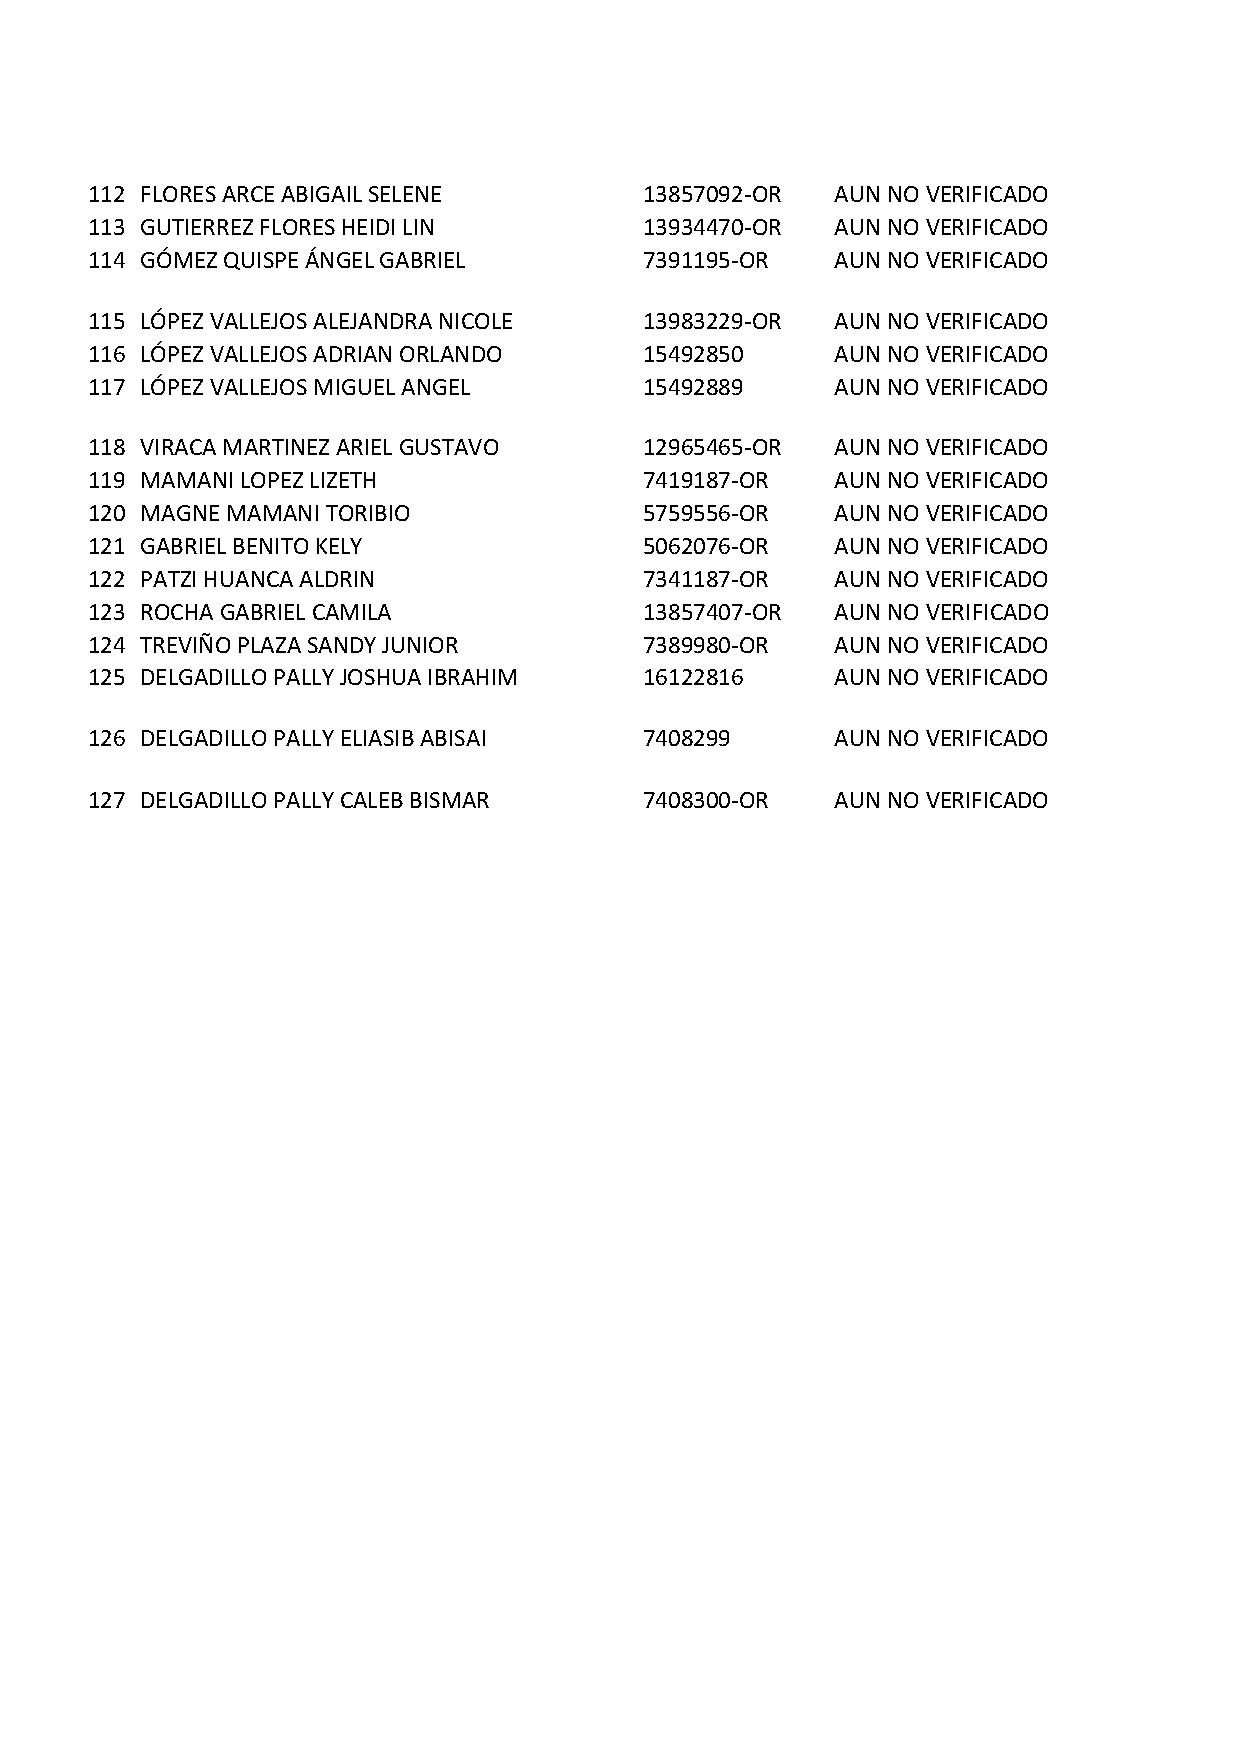 112 FLORES ARCE ABIGAIL SELENE 13857092-OR AUN NO VERIFICADO
113 GUTIERREZ FLORES HEIDI LIN 13934470-OR AUN NO VERIFICADO
114 GÓMEZ QUISPE ÁNGEL GABRIEL 7391195-OR AUN NO VERIFICADO
115 LÓPEZ VALLEJOS ALEJANDRA NICOLE 13983229-OR AUN NO VERIFICADO
116 LÓPEZ VALLEJOS ADRIAN ORLANDO 15492850 AUN NO VERIFICADO
117 LÓPEZ VALLEJOS MIGUEL ANGEL 15492889 AUN NO VERIFICADO
118 VIRACA MARTINEZ ARIEL GUSTAVO 12965465-OR AUN NO VERIFICADO
119 MAMANI LOPEZ LIZETH 7419187-OR AUN NO VERIFICADO
120 MAGNE MAMANI TORIBIO 5759556-OR AUN NO VERIFICADO
121 GABRIEL BENITO KELY 5062076-OR AUN NO VERIFICADO
122 PATZI HUANCA ALDRIN 7341187-OR AUN NO VERIFICADO
123 ROCHA GABRIEL CAMILA 13857407-OR AUN NO VERIFICADO
124 TREVIÑO PLAZA SANDY JUNIOR 7389980-OR AUN NO VERIFICADO
125 DELGADILLO PALLY JOSHUA IBRAHIM 16122816 AUN NO VERIFICADO
126 DELGADILLO PALLY ELIASIB ABISAI 7408299 AUN NO VERIFICADO
127 DELGADILLO PALLY CALEB BISMAR 7408300-OR AUN NO VERIFICADO